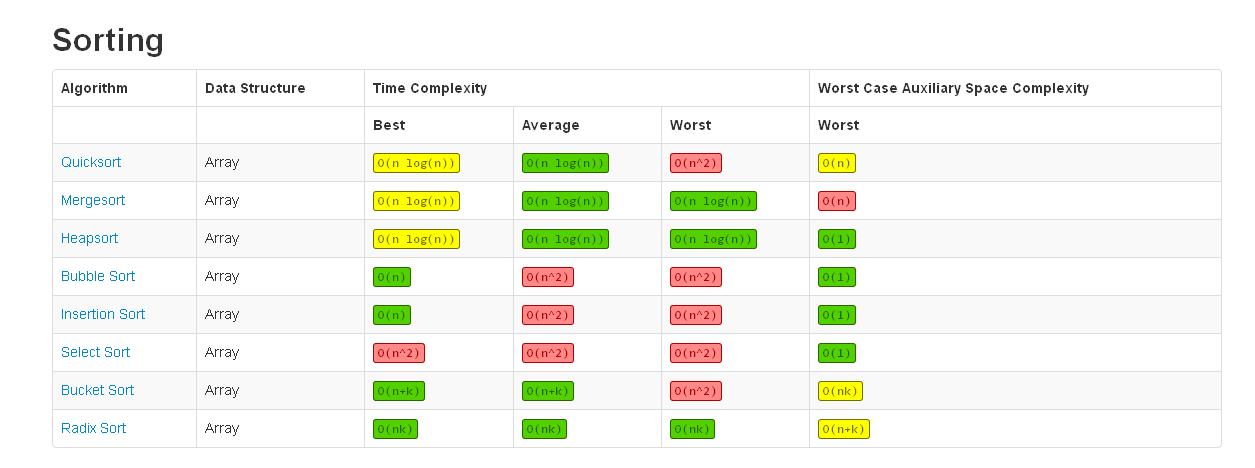 Sorting
Algorithm Data Structure Time Complexity Worst Case Auxiliary Space Complexity
Best Average Worst Worst
Quicksort Array O(n log(n)) O(n log(n)) O(n^2) O(n)
Mergesort Array O(n log(n)) O(n log(n)) O(n log(n)) O(n)
Heapsort Array O(n log(n)) O(n log(n)) O(n log(n)) O(1)
Bubble Sort Array O(n) O(n^2) O(n^2) O(1)
Insertion Sort Array O(n) O(n^2) O(n^2) O(1)
Select Sort Array O(n^2) O(n^2) O(n^2) O(1)
Bucket Sort Array O(n+k) O(n+k) O(n^2) O(nk)
Radix Sort Array O(nk) O(nk) O(nk) O(n+k)